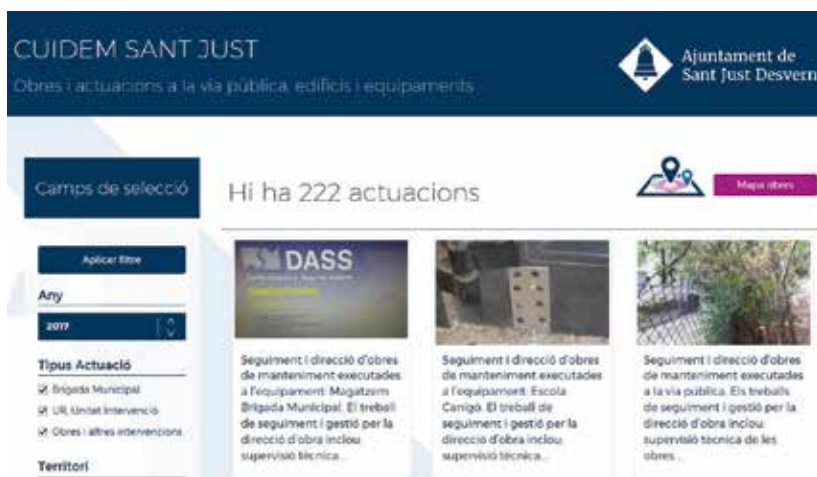 CUIDEM SANT JUST
Obres i actuacions a la via pública, edificis i equipaments
Ajuntament de
Sant Just Desvern
Camps de selecció
Hi ha 222 actuacions
Mapa obres
Aplicar filtre
Any
2017
Tipus Actuació
Brigada Municipal
UR, Unitat Intervenció
Obres i altres intervencions
Territori
DASS
Seguiment i direcció d'obres
de manteniment executades
a l'equipament: Magatzem
Brigada Municipal. El treball
de seguiment i gestió per la
direcció d'obra inclou:
supervisió tècnica...
Seguiment i direcció d'obres
de manteniment executades
a l'equipament: Escola
Canigó. El treball de
seguiment i gestió per la
direcció d'obra inclou:
supervisió tècnica...
Seguiment i direcció d'obres
de manteniment executades
a la via pública. Els treballs
de seguiment i gestió per la
direcció d'obra inclou:
supervisió tècnica de les
obres...